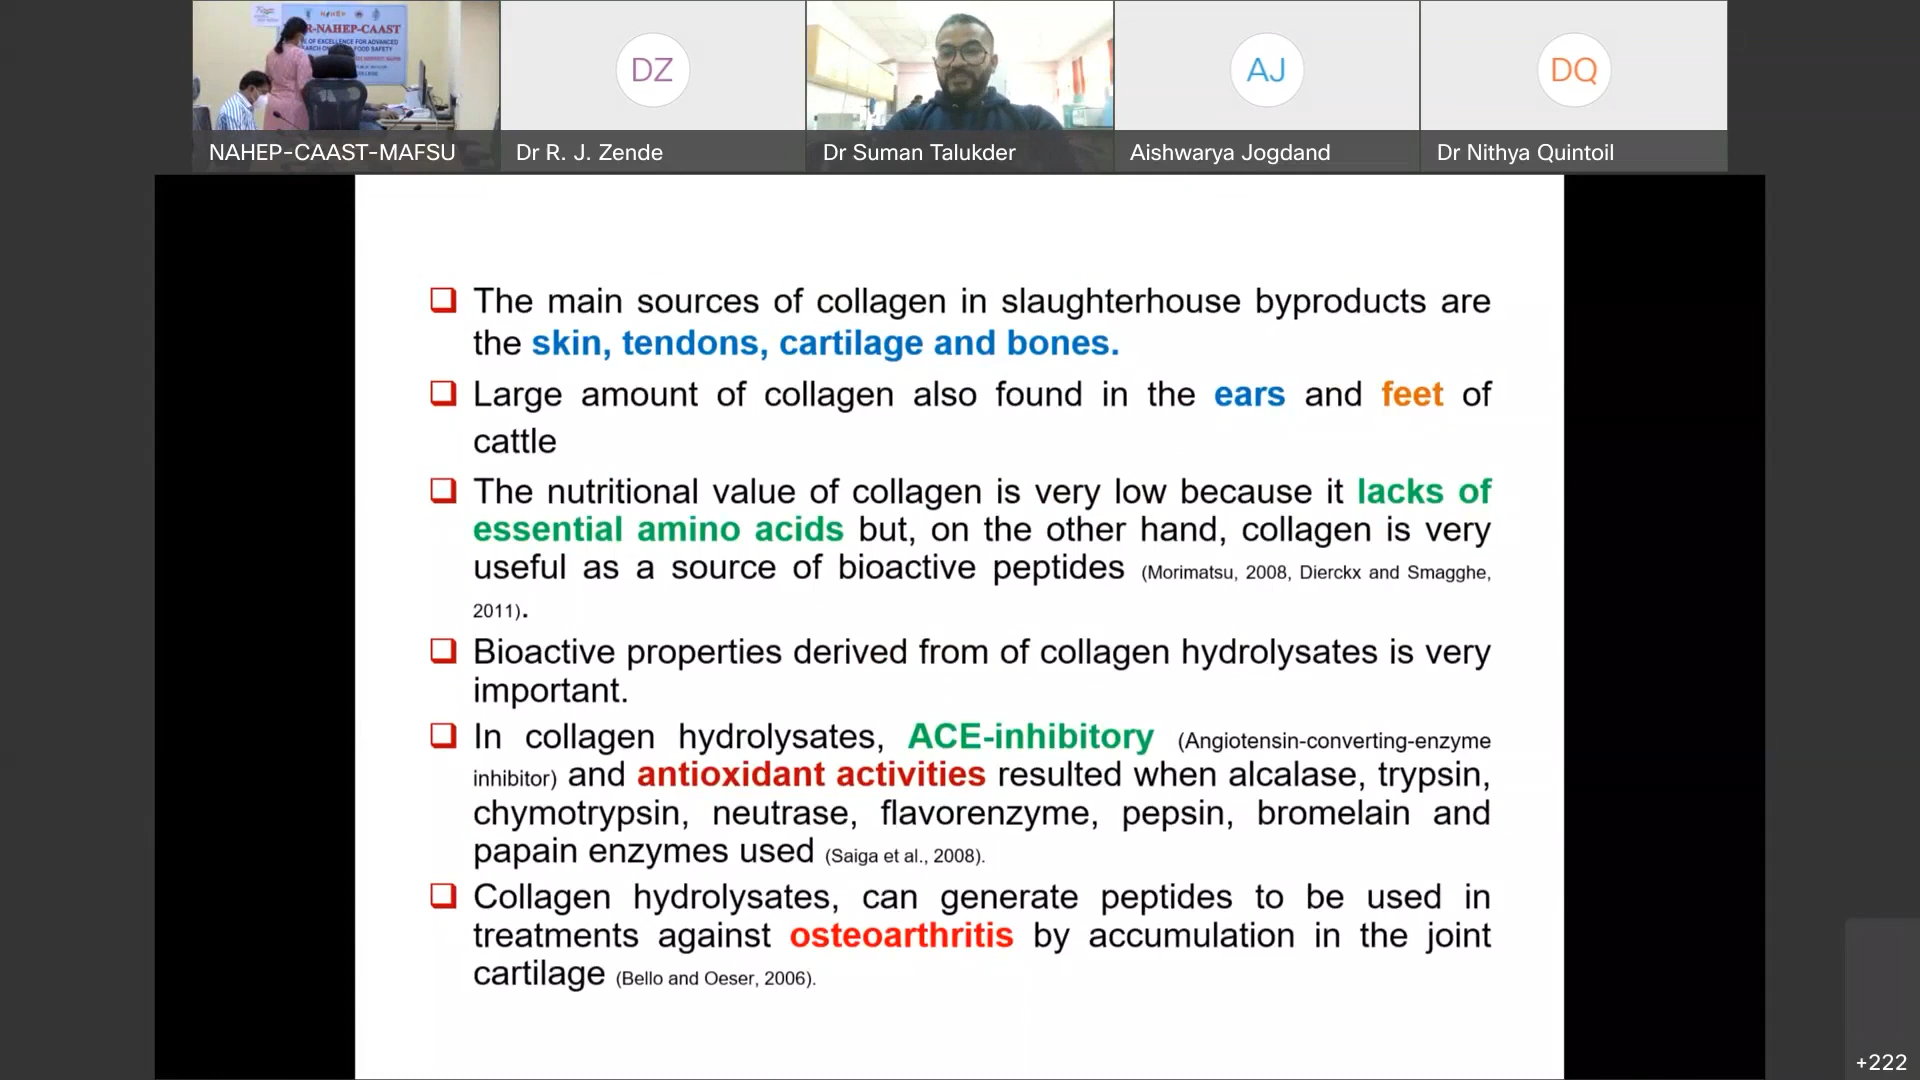 R-NAHEP-CAAST
E OF EXCELLENCE FOR ADVANCED
NAHEP-CAAST-MAFSU
DZ
Dr R. J. Zende
Dr Suman Talukder
AJ
Aishwarya Jogdand
DQ
Dr Nithya Quintoil
The main sources of collagen in slaughterhouse byproducts are
the skin, tendons, cartilage and bones.
Large amount of collagen also found in the ears and feet of
cattle
The nutritional value of collagen is very low because it lacks of
essential amino acids but, on the other hand, collagen is very
useful as a source of bioactive peptides (Morimatsu, 2008, Dierckx and Smagghe,
2011).
Bioactive properties derived from of collagen hydrolysates is very
important.
In collagen hydrolysates, ACE-inhibitory (Angiotensin-converting-enzyme
inhibitor) and antioxidant activities resulted when alcalase, trypsin,
chymotrypsin, neutrase, flavorenzyme, pepsin, bromelain and
papain enzymes used (Saiga et al., 2008).
Collagen hydrolysates, can generate peptides to be used in
treatments against osteoarthritis by accumulation in the joint
cartilage (Bello and Oeser, 2006).
+222